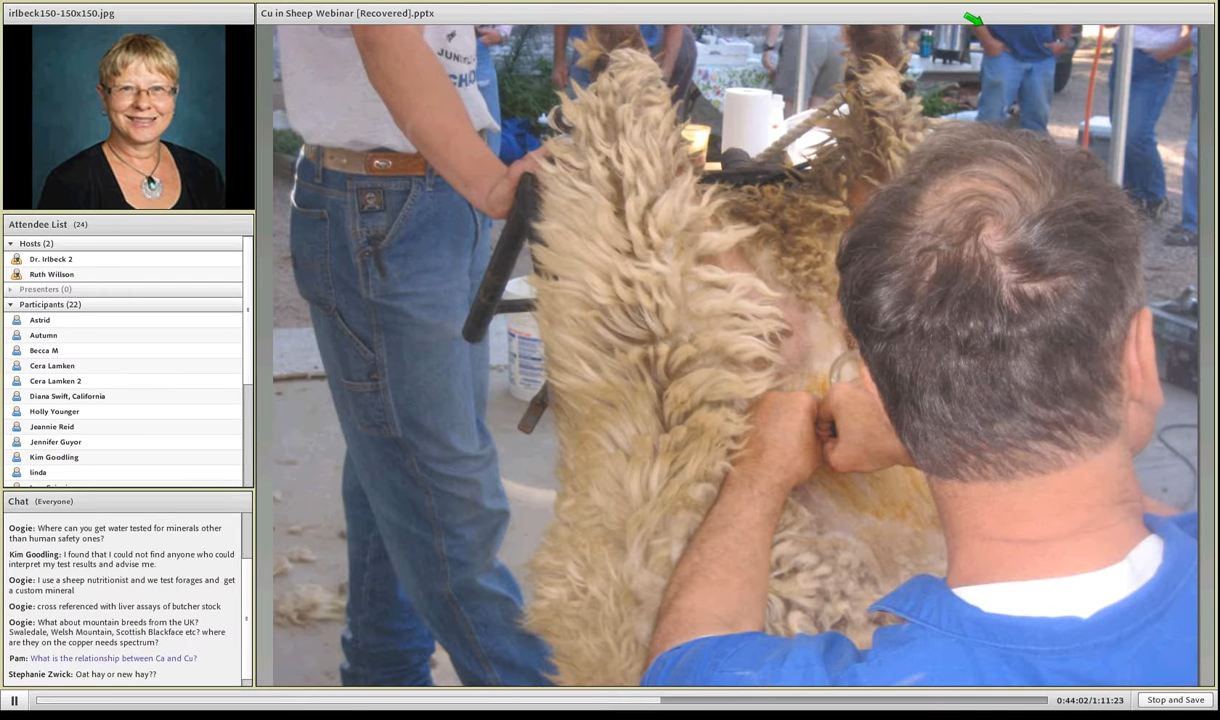 irlbeck150-150x150.jpg
Cu in Sheep Webinar [Recovered].pptx
JUN
CHO
Attendee List (24)
Hosts (2)
Dr. Irlbeck 2
Ruth Willson
Presenters (0)
Participants (22)
Astrid
Autumn
Becca M
Cera Lamken
Cera Lamken 2
Diana Swift, California
Holly Younger
Jeannie Reid
Jennifer Guyor
Kim Goodling
linda
Chat (Everyone)
Oogie: Where can you get water tested for minerals other
than human safety ones?
Kim Goodling: I found that I could not find anyone who could
interpret my test results and advise me.
Oogie: I use a sheep nutritionist and we test forages and get
a custom mineral
Oogie: cross referenced with liver assays of butcher stock
Oogie: What about mountain breeds from the UK?
Swaledale, Welsh Mountain, Scottish Blackface etc? where
are they on the copper needs spectrum?
Pam: What is the relationship between Ca and Cu?
Stephanie Zwick: Oat hay or new hay??
0:44:02/1:11:23
Stop and Save